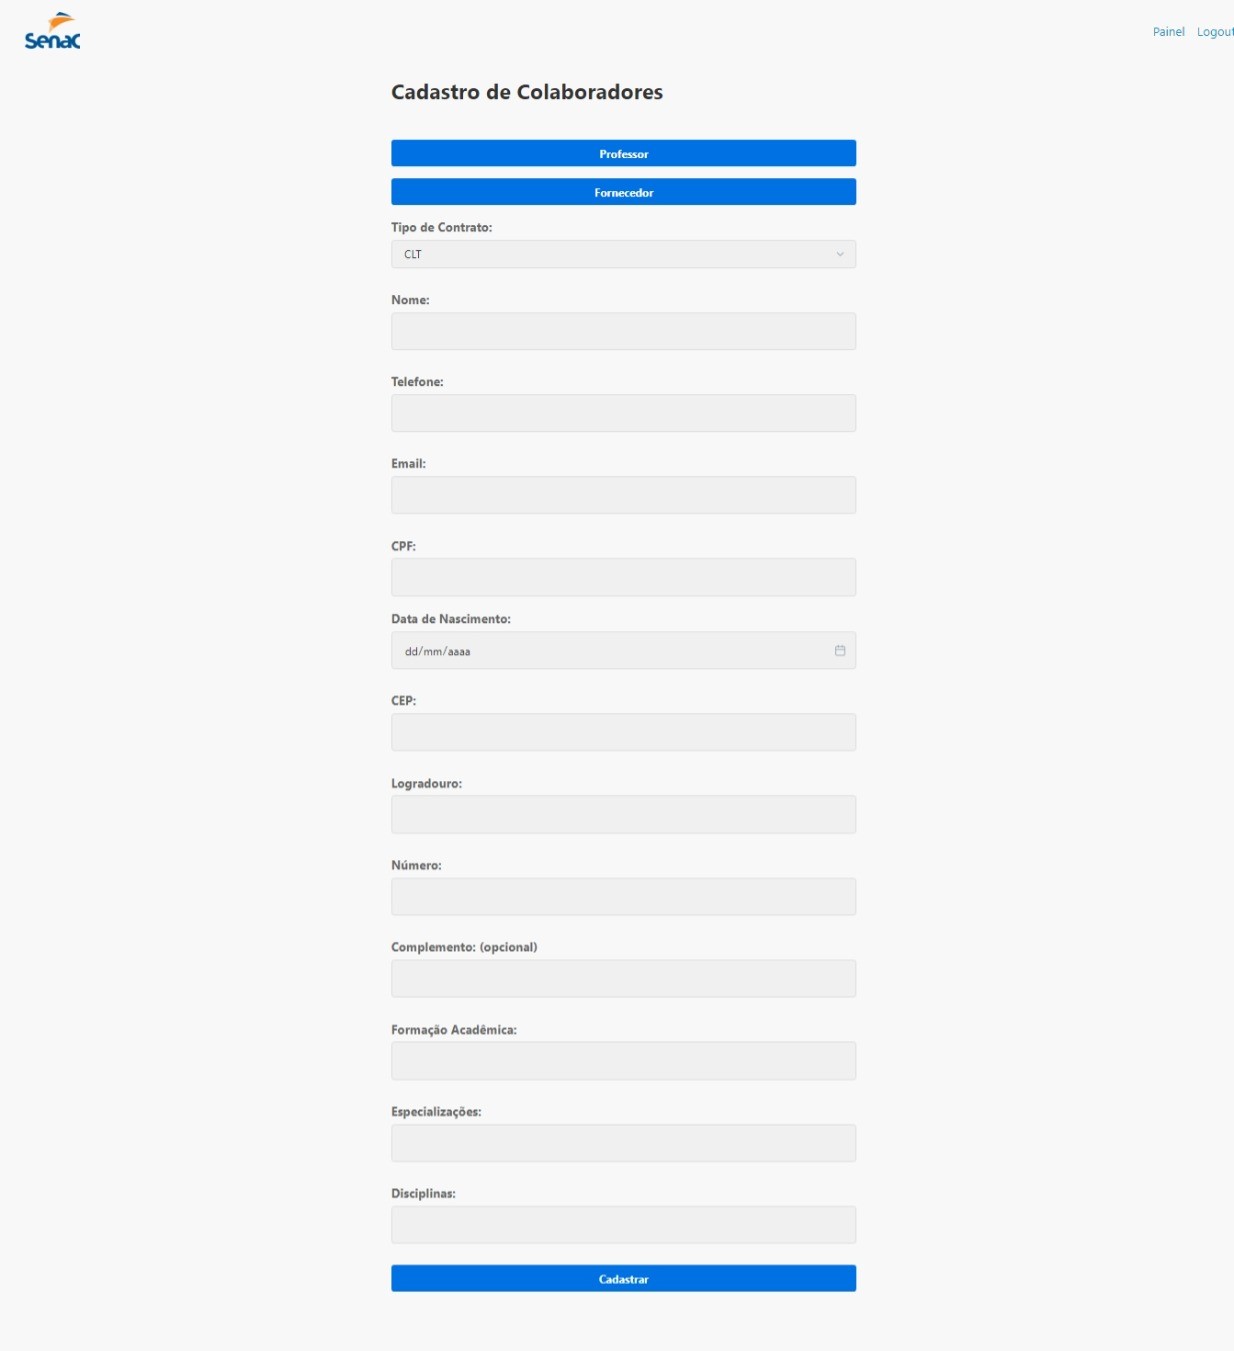 Senac
Painel Logout
Cadastro de Colaboradores
Professor
Fornecedor
Tipo de Contrato:
CLT
Nome:
Telefone:
Email:
CPF:
Data de Nascimento:
dd/mm/aaaa
CEP:
Logradouro:
Número:
Complemento: (opcional)
Formação Acadêmica:
Especializações:
Disciplinas:
Cadastrar